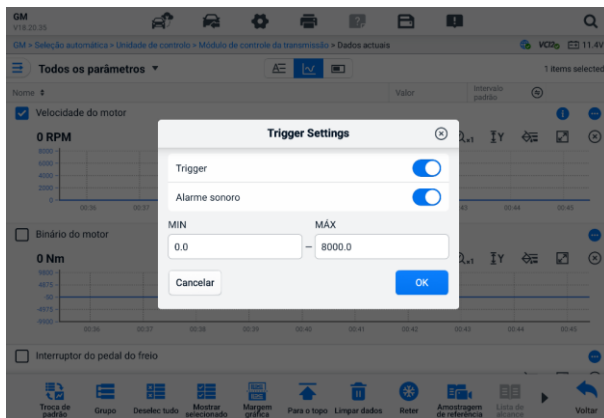 GM
V18.20.35
GM > Seleção automática > Unidade de controlo > Módulo de controle da transmissão > Dados actuais
VCI 11.4V
Todos os parâmetros
1 items selected
Nome Valor Intervalo padrão
Velocidade do motor
0 RPM
8000
6000
4000
2000
0
00:36 00:37 00:43 00:44 00:45
Trigger Settings
Trigger
Alarme sonoro
MIN MÁX
0.0 – 8000.0
Cancelar OK
Binário do motor
0 Nm
9900
4875
-50
-4975
-9900
00:36 00:37 00:38 00:39 00:40 00:41 00:42 00:43 00:44 00:45
Interruptor do pedal do freio
Troca de padrão Grupo Deselec tudo Mostrar selecionado Margem gráfica Para o topo Limpar dados Reter Amostragem de referência Lista de alcance Voltar